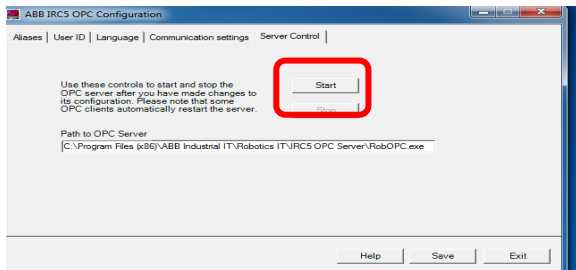 ABB IRC5 OPC Configuration
Aliases User ID Language Communication settings Server Control
Use these controls to start and stop the
OPC server after you have made changes to
its configuration. Please note that some
OPC clients automatically restart the server.
Start
Stop
Path to OPC Server
C:\Program Files (x86)\ABB Industrial IT\Robotics IT\IRC5 OPC Server\RobOPC.exe
Help Save Exit